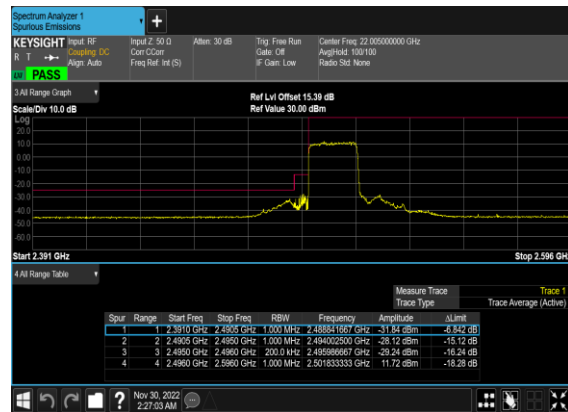 Spectrum Analyzer 1
Spurious Emissions
KEYSIGHT Input: RF Input Z: 50 Ω Atten: 30 dB Trig: Free Run Center Freq: 22.005000000 GHz
R T Coupling: DC Corr CCorr Gate: Off Avg|Hold: 100/100
Align: Auto Freq Ref: Int (S) IF Gain: Low Radio Std: None
PASS
3 All Range Graph
Ref Lvl Offset 15.39 dB
Scale/Div 10.0 dB Ref Value 30.00 dBm
Log
20.0
10.0
0.00
-10.0
-20.0
-30.0
-40.0
-50.0
-60.0
Start 2.391 GHz Stop 2.596 GHz
4 All Range Table
Measure Trace Trace 1
Trace Type Trace Average (Active)
Spur Range Start Freq Stop Freq RBW Frequency Amplitude ΔLimit
1 1 2.3910 GHz 2.4905 GHz 1.000 MHz 2.488841667 GHz -31.84 dBm -6.842 dB
2 2 2.4905 GHz 2.4950 GHz 1.000 MHz 2.494002500 GHz -28.12 dBm -15.12 dB
3 3 2.4950 GHz 2.4960 GHz 200.0 kHz 2.495986667 GHz -29.24 dBm -16.24 dB
4 4 2.4960 GHz 2.5960 GHz 1.000 MHz 2.501833333 GHz 11.72 dBm -18.28 dB
? Nov 30, 2022
2:27:03 AM